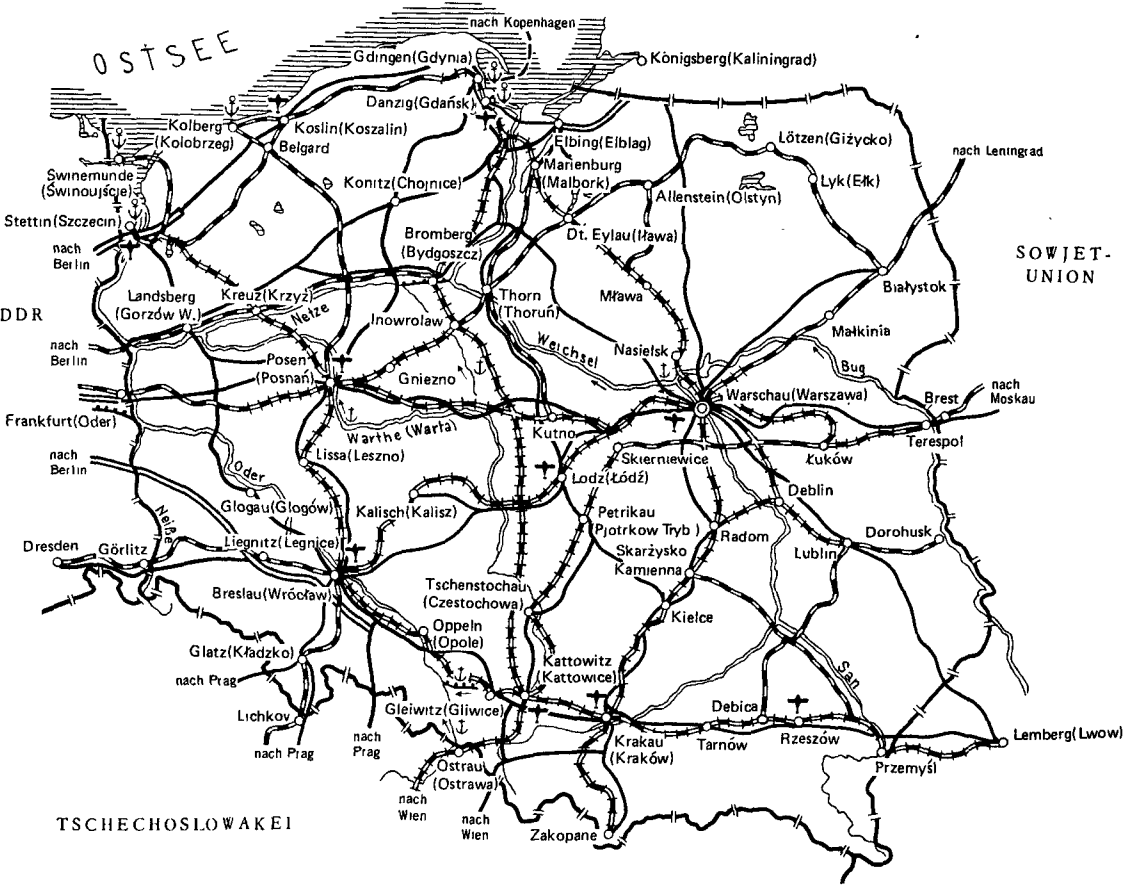 nach Kopenhagen
OSTSEE
Gdingen(Gdynia)
Königsberg(Kaliningrad)
Danzig(Gdańsk)
Kolberg
(Kołobrzeg)
Koslin(Koszalin)
Belgard
Elbing(Elblag)
Marienburg
(Malbork)
Lötzen(Giżycko)
nach Leningrad
Swinemunde
(Świnoujście)
Konitz(Chojnice)
Lyk(Ełk)
Allenstein(Olstyn)
Stettin(Szczecin)
nach
Berlin
Bromberg
(Bydgoszcz)
Dt. Eylau(Iława)
SOWJET-
UNION
Białystok
DDR
Landsberg
(Gorzów W.)
Kreuz(Krzyż)
Netze
Thorn
(Thoruń)
Mława
Inowrolaw
Małkinia
nach
Berlin
Weichsel
Nasielsk
Bug
Posen
(Posnań)
Gniezno
Warschau(Warszawa)
Brest
nach
Moskau
Frankfurt(Oder)
Warthe (Warta)
Kutno
Terespol
nach
Berlin
Lissa(Leszno)
Skierniewice
Łuków
Oder
Lodz(Łódź)
Glogau(Glogów)
Kalisch(Kalisz)
Deblin
Neiße
Petrikau
(Pjotrkow Tryb.)
Dresden
Görlitz
Liegnitz(Legnice)
Radom
Dorohusk
Lublin
Skarżysko
Kamienna
Breslau(Wrócław)
Tschenstochau
(Czestochowa)
Kielce
Oppeln
(Opole)
Glatz(Kładzko)
nach Prag
Kattowitz
(Kattowice)
San
Lichkov
Gleiwitz(Gliwice)
Debica
Tarnów
Rzeszów
Lemberg(Lwow)
nach Prag
nach
Prag
Krakau
(Kraków)
Przemyśl
Ostrau
(Ostrawa)
nach
Wien
nach
Wien
Zakopane
TSCHECHOSLOWAKEI